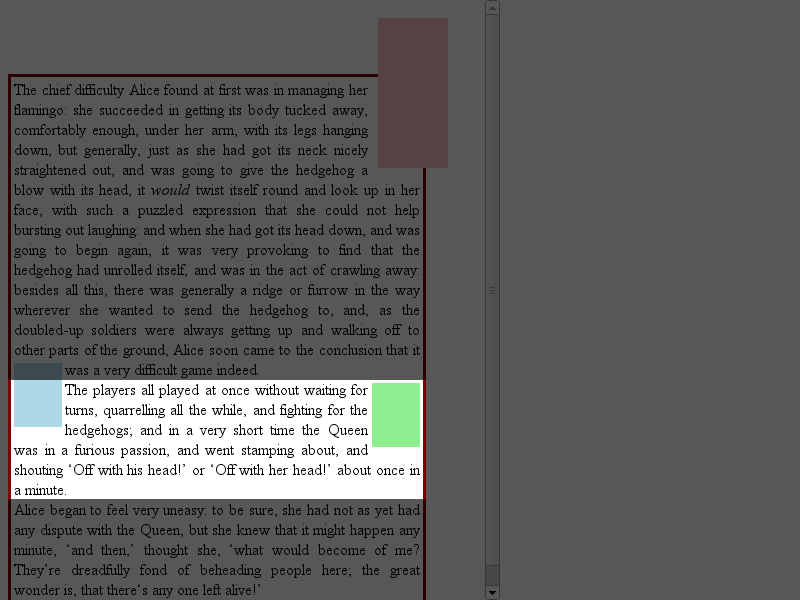 The chief difficulty Alice found at first was in managing her
flamingo: she succeeded in getting its body tucked away,
comfortably enough, under her arm, with its legs hanging
down, but generally, just as she had got its neck nicely
straightened out, and was going to give the hedgehog a
blow with its head, it would twist itself round and look up in her
face, with such a puzzled expression that she could not help
bursting out laughing: and when she had got its head down, and was
going to begin again, it was very provoking to find that the
hedgehog had unrolled itself, and was in the act of crawling away:
besides all this, there was generally a ridge or furrow in the way
wherever she wanted to send the hedgehog to, and, as the
doubled-up soldiers were always getting up and walking off to
other parts of the ground, Alice soon came to the conclusion that it
was a very difficult game indeed.
The players all played at once without waiting for
turns, quarrelling all the while, and fighting for the
hedgehogs; and in a very short time the Queen
was in a furious passion, and went stamping about, and
shouting ‘Off with his head!’ or ‘Off with her head!’ about once in
a minute.
Alice began to feel very uneasy: to be sure, she had not as yet had
any dispute with the Queen, but she knew that it might happen any
minute, ‘and then,’ thought she, ‘what would become of me?
They’re dreadfully fond of beheading people here; the great
wonder is, that there’s any one left alive!’